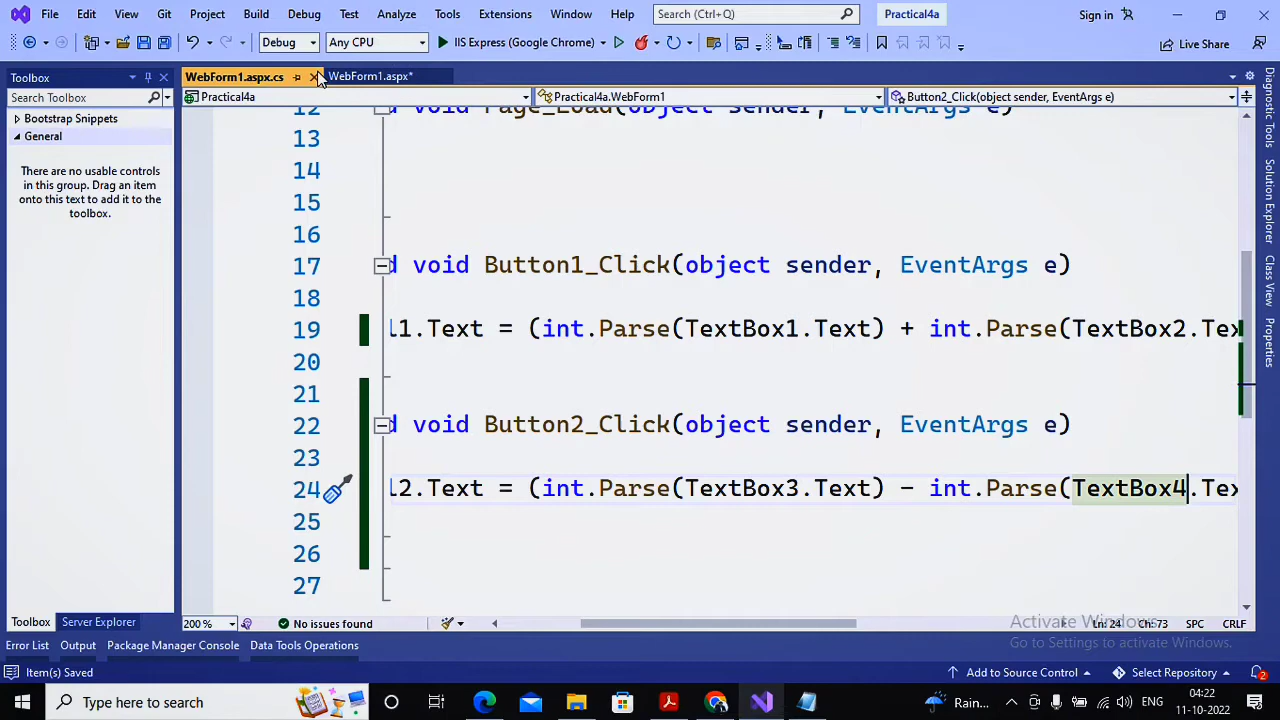 File Edit View Git Project Build Debug Test Analyze Tools Extensions Window Help Search (Ctrl+Q) Practical4a Sign in
Debug Any CPU IIS Express (Google Chrome) Live Share
Toolbox WebForm1.aspx.cs WebForm1.aspx*
Search Toolbox Practical4a Practical4a.WebForm1 Button2_Click(object sender, EventArgs e)
Bootstrap Snippets
General
There are no usable controls
in this group. Drag an item
onto this text to add it to the
toolbox.
12 d void Page_Load(object sender, EventArgs e)
13
14
15
16
17 d void Button1_Click(object sender, EventArgs e)
18
19 l1.Text = (int.Parse(TextBox1.Text) + int.Parse(TextBox2.Tex
20
21
22 d void Button2_Click(object sender, EventArgs e)
23
24 l2.Text = (int.Parse(TextBox3.Text) - int.Parse(TextBox4.Tex
25
26
27
Diagnostic Tools
Solution Explorer
Class View
Properties
Activate Windows
Go to Settings to activate Windows.
Toolbox Server Explorer 200 % No issues found Ln: 24 Ch: 73 SPC CRLF
Error List Output Package Manager Console Data Tools Operations
Item(s) Saved Add to Source Control Select Repository 2
Type here to search Rain... ENG 04:22
11-10-2022